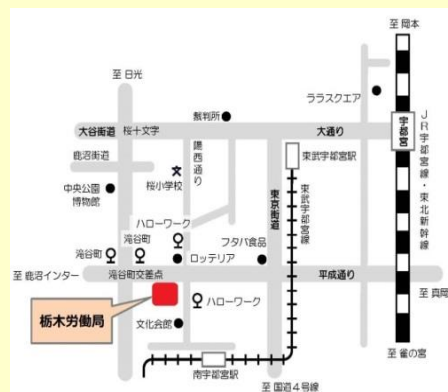 至 岡本
至 日光
ララスクエア
裁判所
大谷街道
桜十文字
大通り
宇都宮
JR宇都宮線・東北新幹線
鹿沼街道
陽西通り
東武宇都宮駅
桜小学校
中央公園
博物館
東京街道
東武宇都宮線
ハローワーク
滝谷町
滝谷町
ロッテリア
フタバ食品
至 鹿沼インター
滝谷町交差点
平成通り
至 真岡
栃木労働局
ハローワーク
文化会館
至 雀の宮
南宇都宮駅
至 国道4号線